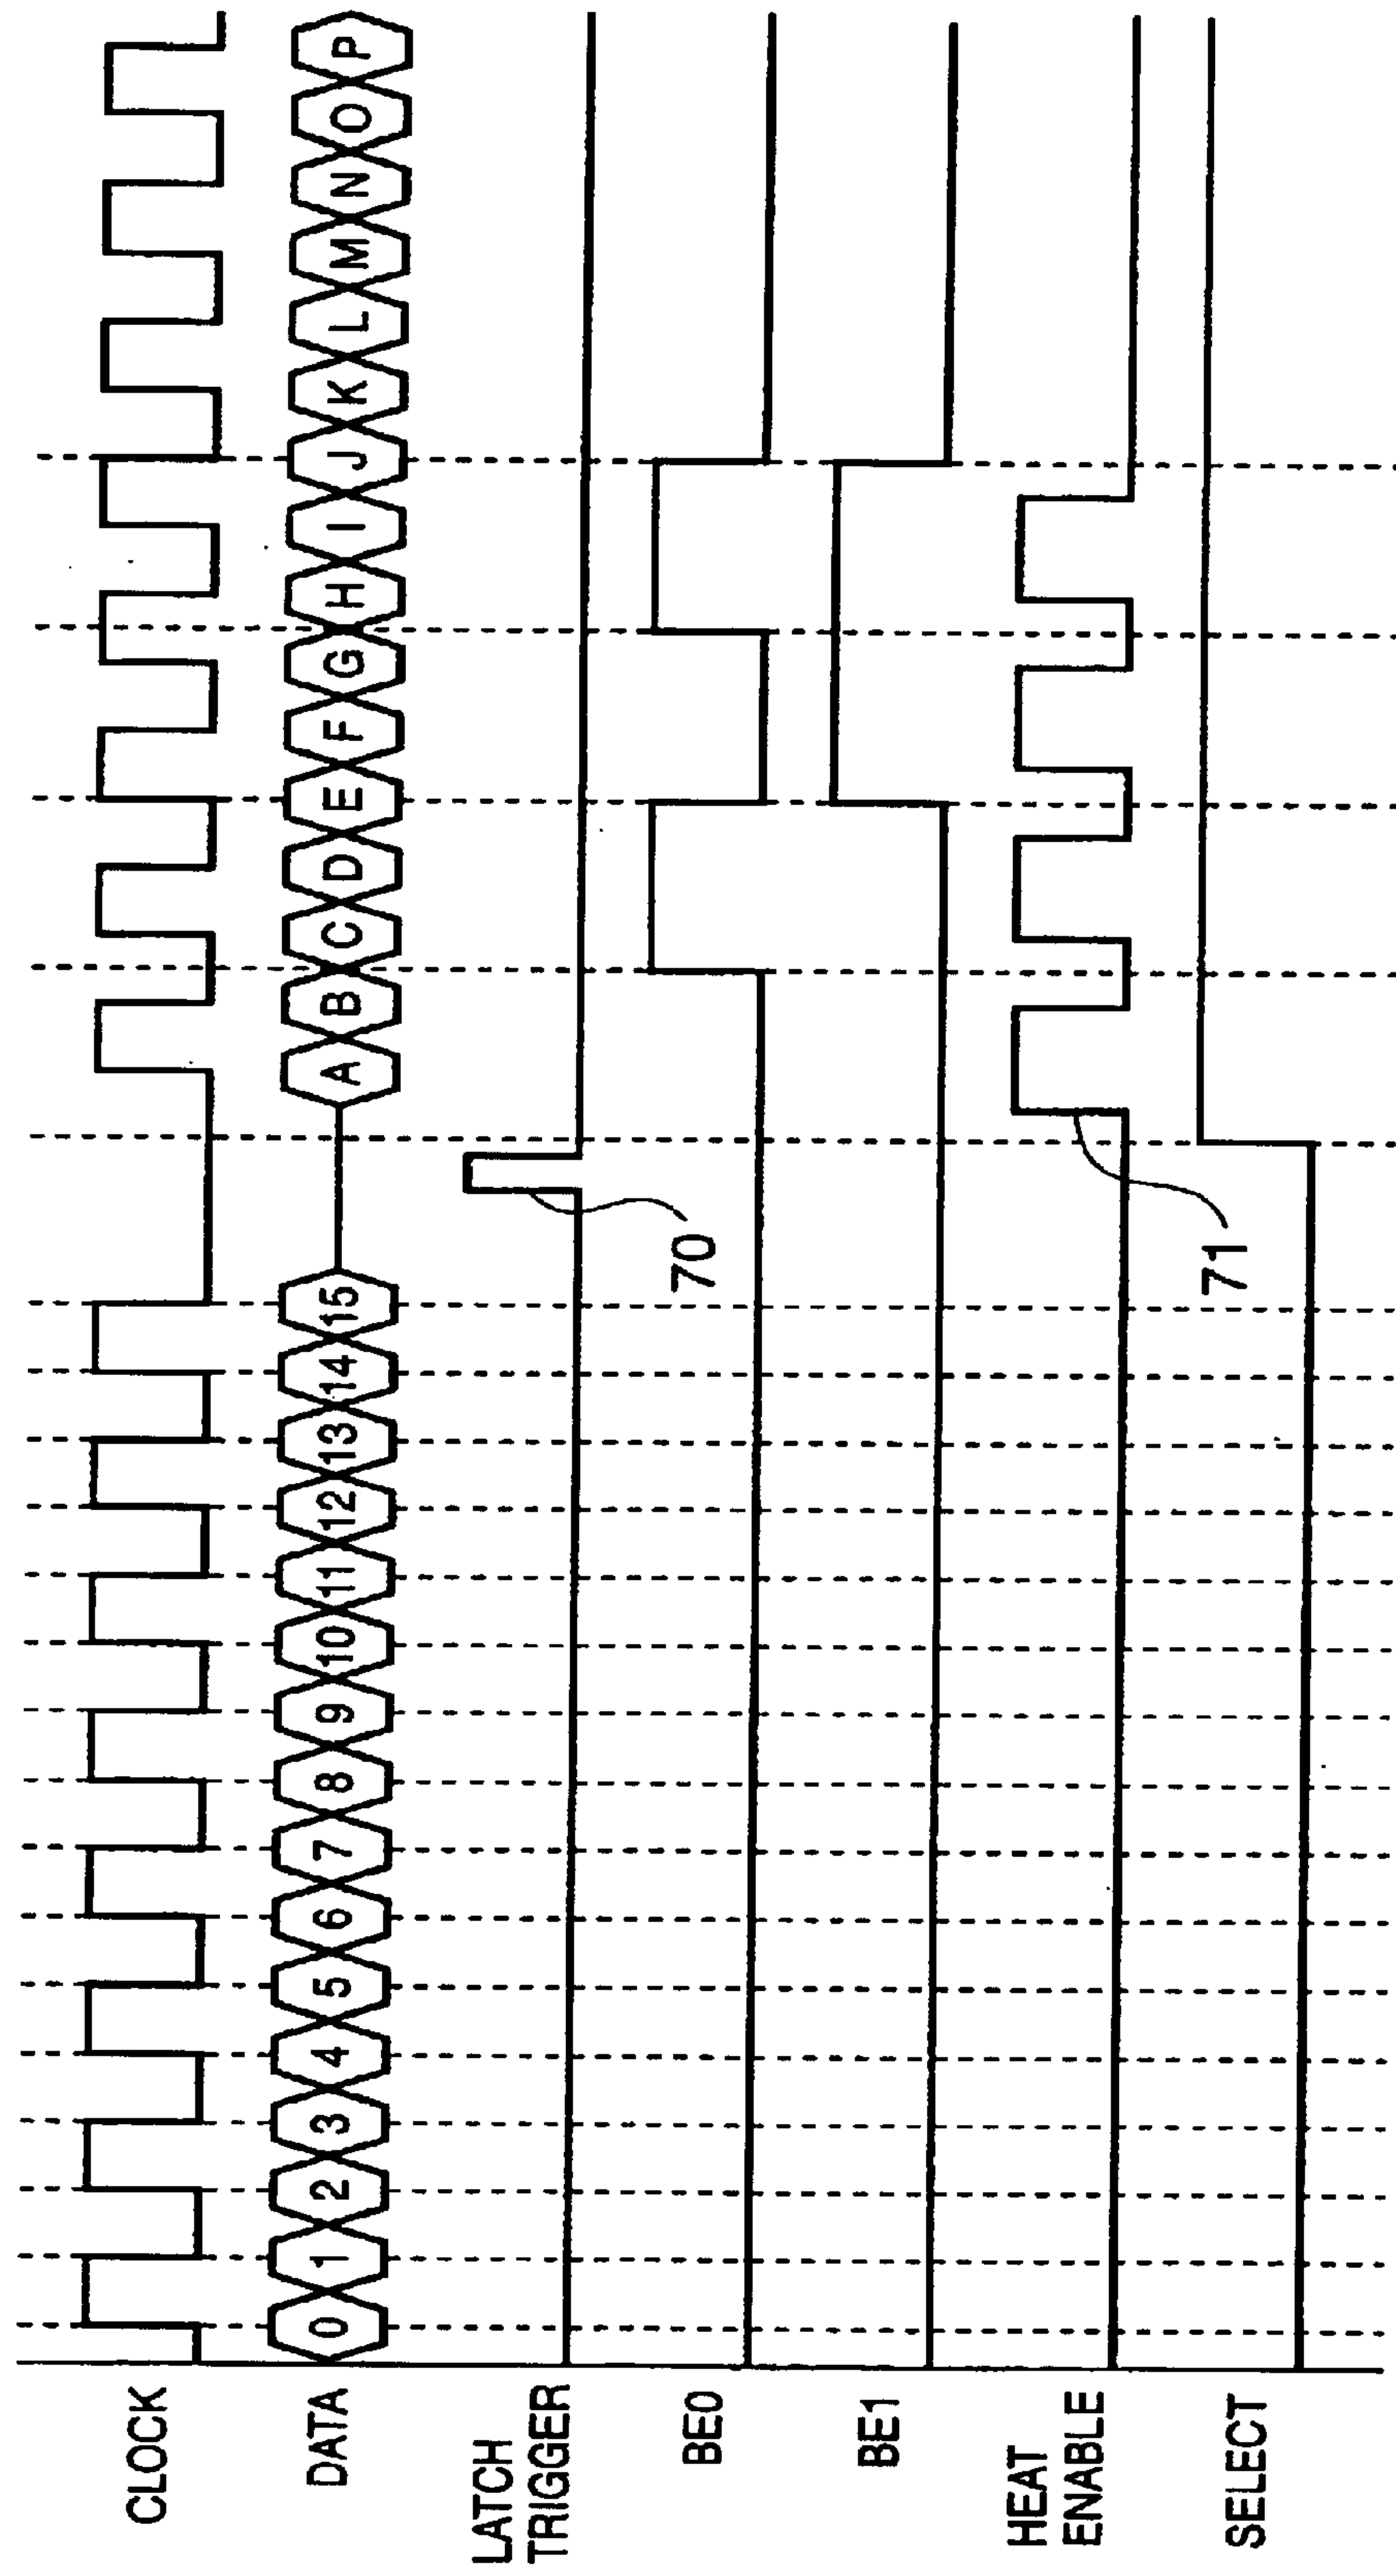 CLOCK
DATA
0 1 2 3 4 5 6 7 8 9 10 11 12 13 14 15 A B C D E F G H I J K L M N O P
LATCH
TRIGGER
70
BE0
BE1
HEAT
ENABLE
71
SELECT